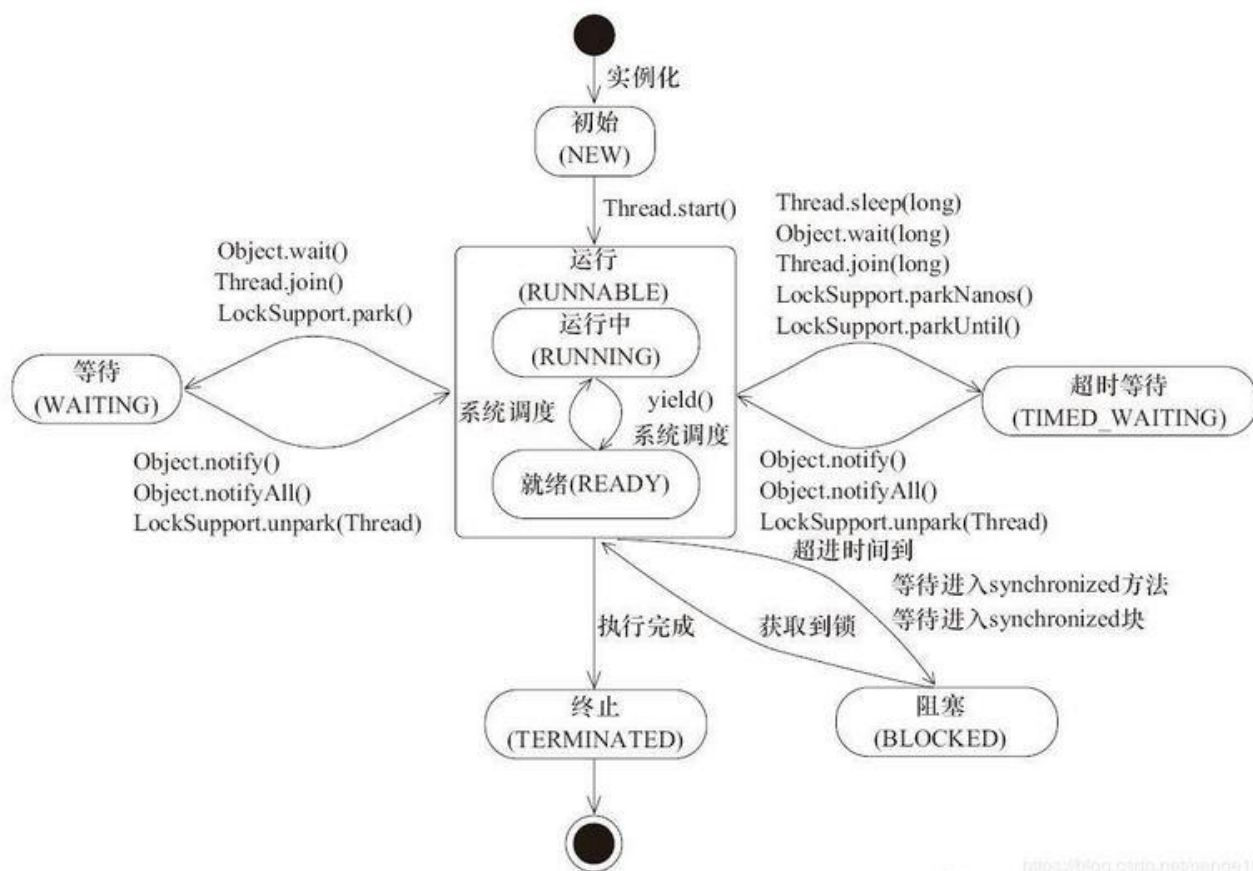 实例化
初始
(NEW)
Thread.start()
Object.wait()
Thread.join()
LockSupport.park()
Thread.sleep(long)
Object.wait(long)
Thread.join(long)
LockSupport.parkNanos()
LockSupport.parkUntil()
运行
(RUNNABLE)
运行中
(RUNNING)
等待
(WAITING)
系统调度
yield()
系统调度
超时等待
(TIMED_WAITING)
就绪(READY)
Object.notify()
Object.notifyAll()
LockSupport.unpark(Thread)
Object.notify()
Object.notifyAll()
LockSupport.unpark(Thread)
超进时间到
等待进入synchronized方法
等待进入synchronized块
执行完成
获取到锁
终止
(TERMINATED)
阻塞
(BLOCKED)